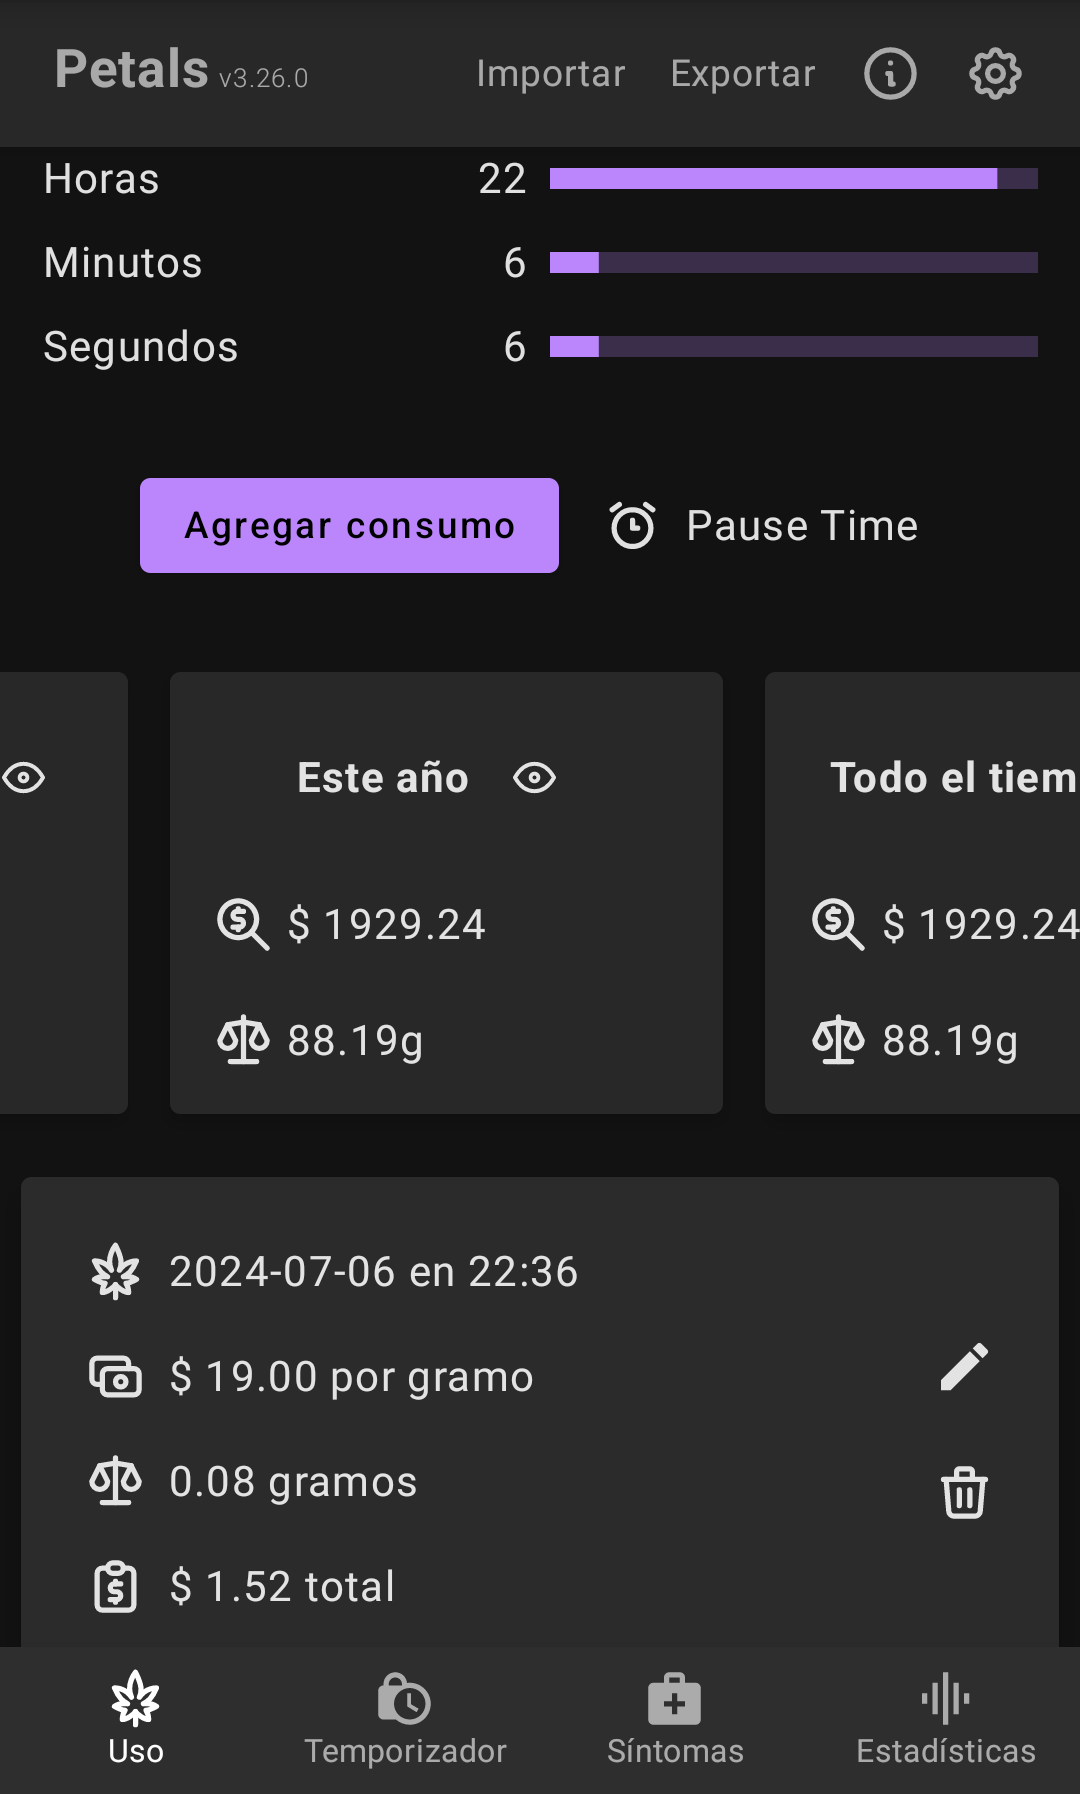 Petals v3.26.0 Importar Exportar
Horas 22
Minutos 6
Segundos 6
Agregar consumo Pause Time
Este año Todo el tiem
$ 1929.24 $ 1929.24
88.19g 88.19g
2024-07-06 en 22:36
$ 19.00 por gramo
0.08 gramos
$ 1.52 total
Uso Temporizador Síntomas Estadísticas